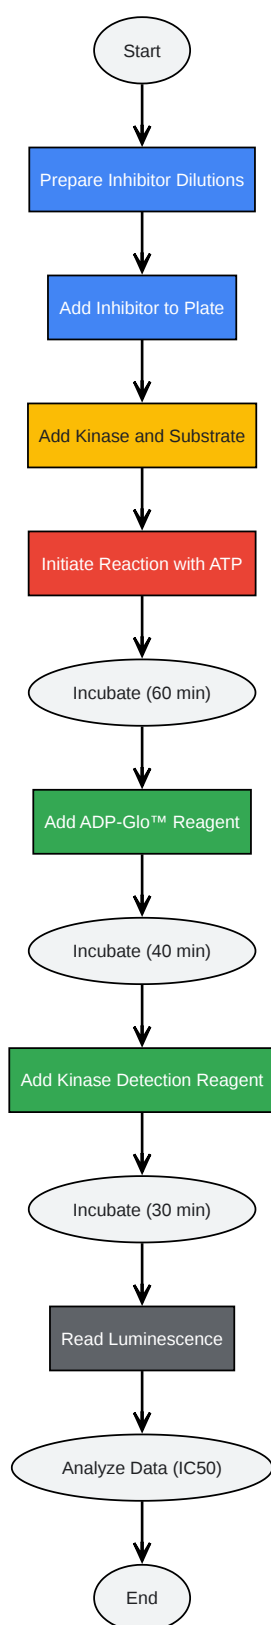 Start
Prepare Inhibitor Dilutions
Add Inhibitor to Plate
Add Kinase and Substrate
Initiate Reaction with ATP
Incubate (60 min)
Add ADP-Glo™ Reagent
Incubate (40 min)
Add Kinase Detection Reagent
Incubate (30 min)
Read Luminescence
Analyze Data (IC50)
End